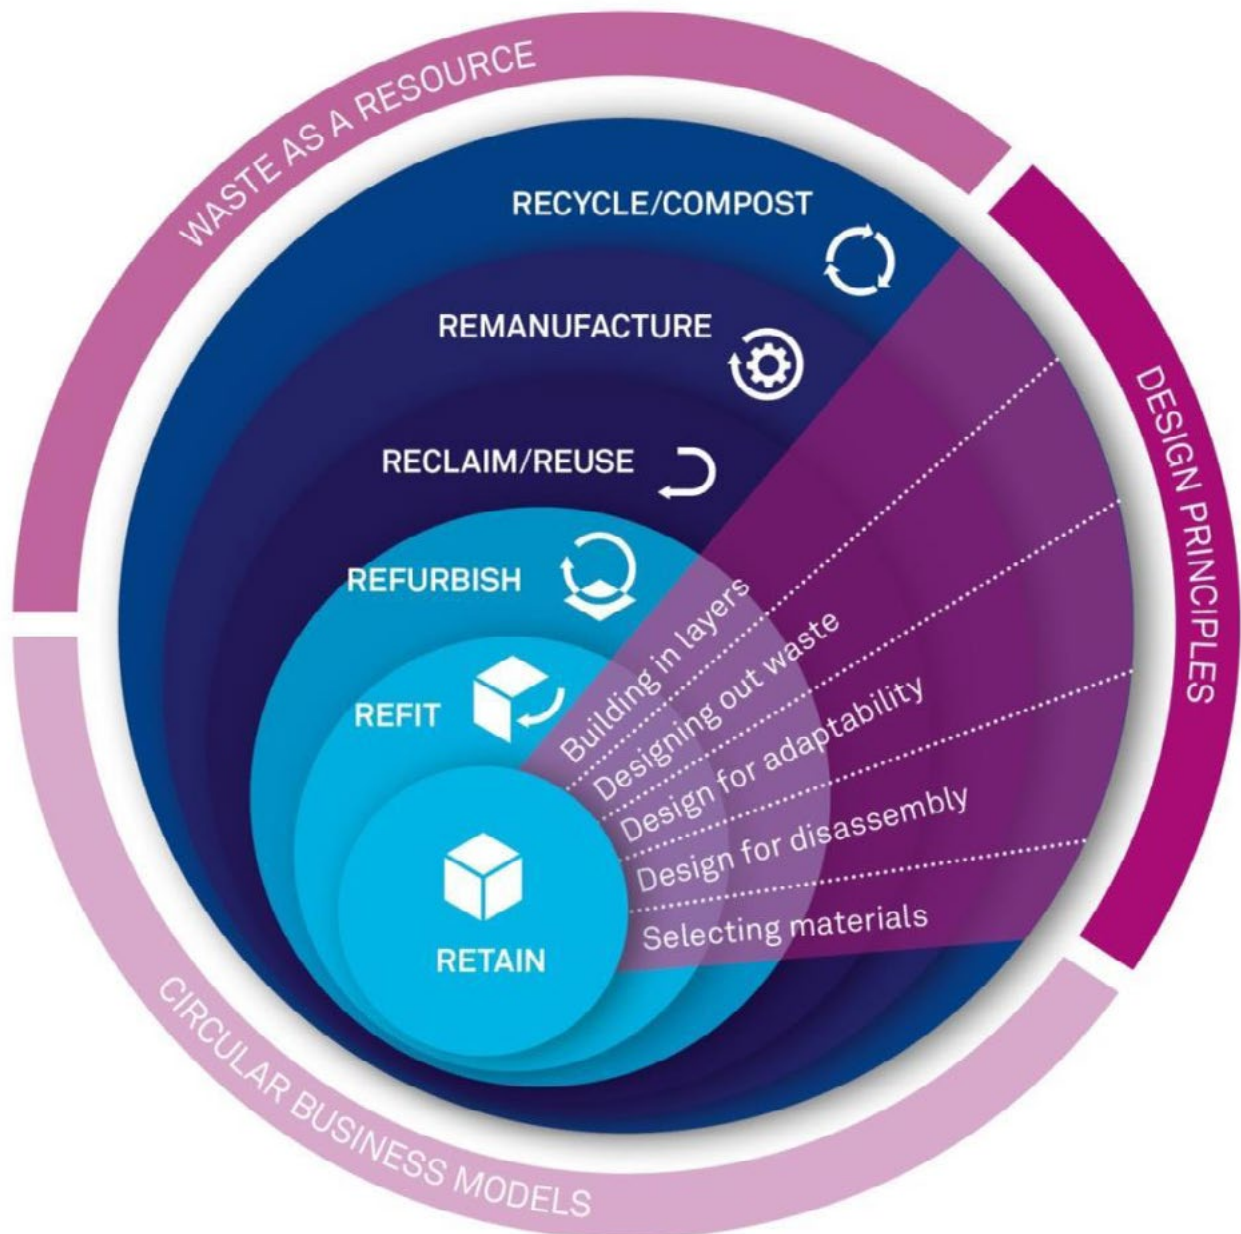 WASTE AS A RESOURCE
RECYCLE/COMPOST
REMANUFACTURE
RECLAIM/REUSE
REFURBISH
REFIT
RETAIN
Building in layers
Designing out waste
Design for adaptability
Design for disassembly
Selecting materials
DESIGN PRINCIPLES
CIRCULAR BUSINESS MODELS